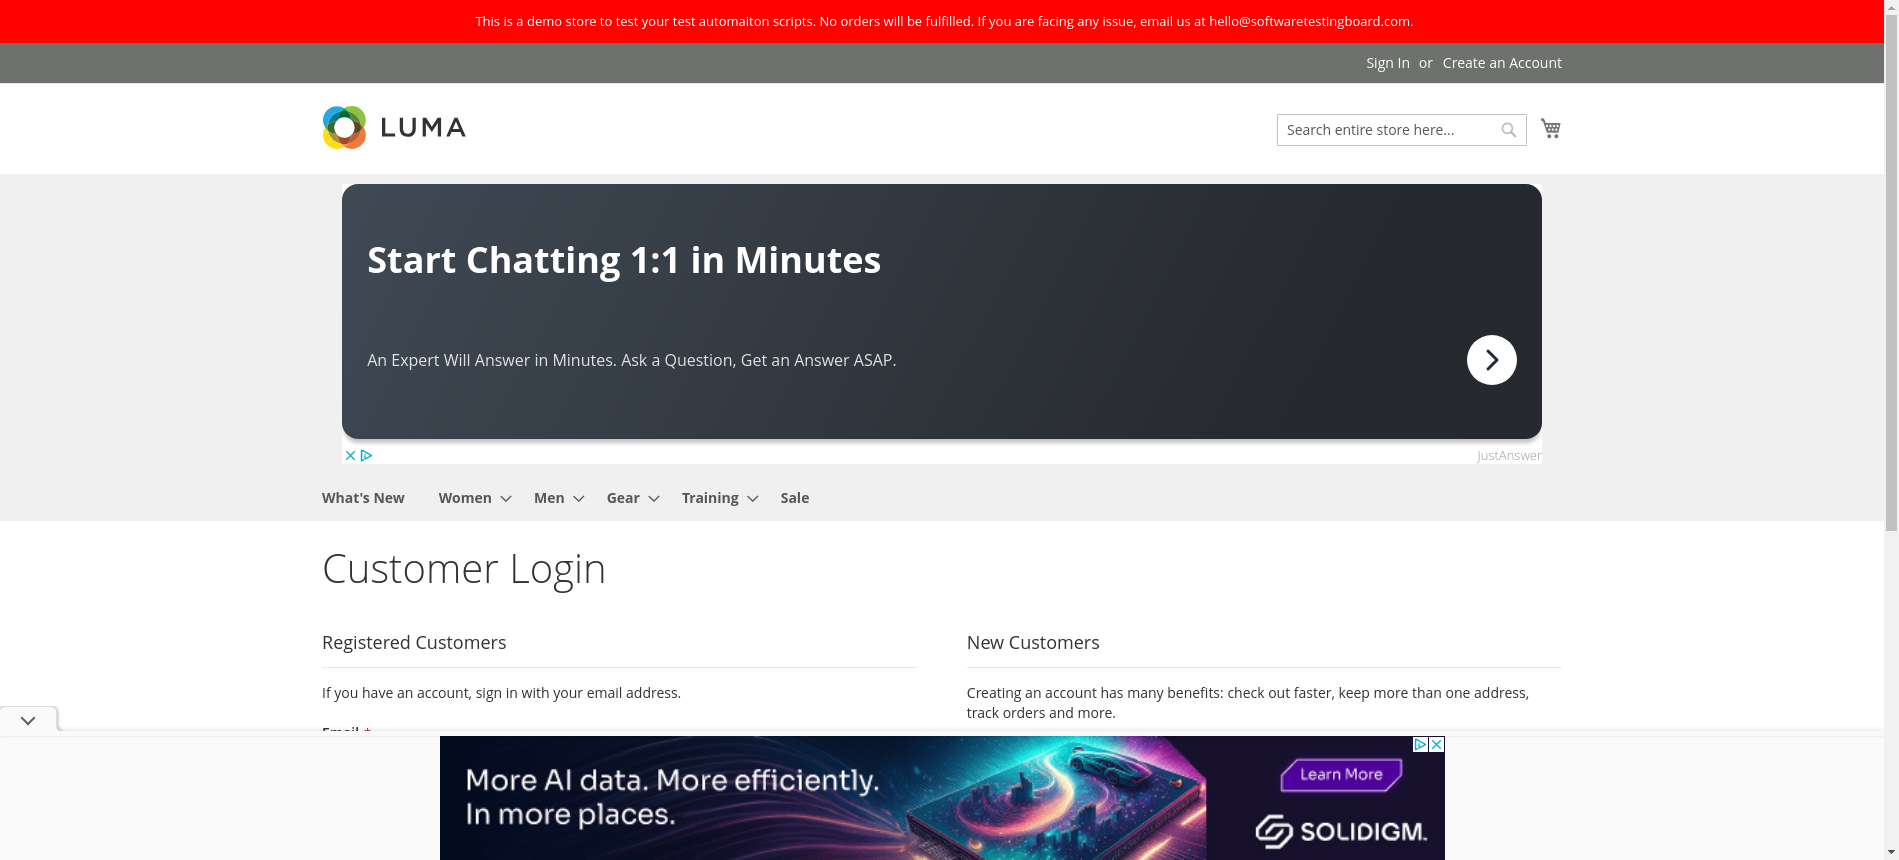 This is a demo store to test your test automaiton scripts. No orders will be fulfilled. If you are facing any issue, email us at hello@softwaretestingboard.com.
Sign In or Create an Account
LUMA
Search entire store here...
Start Chatting 1:1 in Minutes
An Expert Will Answer in Minutes. Ask a Question, Get an Answer ASAP.
JustAnswer
What's New Women Men Gear Training Sale
Customer Login
Registered Customers
If you have an account, sign in with your email address.
Email *
New Customers
Creating an account has many benefits: check out faster, keep more than one address,
track orders and more.
More AI data. More efficiently.
In more places.
Learn More
SOLIDIGM.